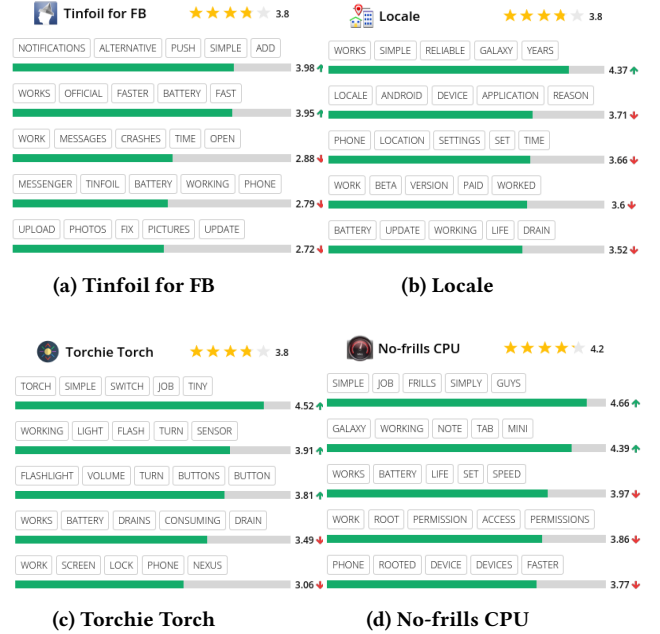 Tinfoil for FB 3.8
NOTIFICATIONS ALTERNATIVE PUSH SIMPLE ADD
3.98
WORKS OFFICIAL FASTER BATTERY FAST
3.95
WORK MESSAGES CRASHES TIME OPEN
2.88
MESSENGER TINFOIL BATTERY WORKING PHONE
2.79
UPLOAD PHOTOS FIX PICTURES UPDATE
2.72
(a) Tinfoil for FB
Locale 3.8
WORKS SIMPLE RELIABLE GALAXY YEARS
4.37
LOCALE ANDROID DEVICE APPLICATION REASON
3.71
PHONE LOCATION SETTINGS SET TIME
3.66
WORK BETA VERSION PAID WORKED
3.6
BATTERY UPDATE WORKING LIFE DRAIN
3.52
(b) Locale
Torchie Torch 3.8
TORCH SIMPLE SWITCH JOB TINY
4.52
WORKING LIGHT FLASH TURN SENSOR
3.91
FLASHLIGHT VOLUME TURN BUTTONS BUTTON
3.81
WORKS BATTERY DRAINS CONSUMING DRAIN
3.49
WORK SCREEN LOCK PHONE NEXUS
3.06
(c) Torchie Torch
No-frills CPU 4.2
SIMPLE JOB FRILLS SIMPLY GUYS
4.66
GALAXY WORKING NOTE TAB MINI
4.39
WORKS BATTERY LIFE SET SPEED
3.97
WORK ROOT PERMISSION ACCESS PERMISSIONS
3.86
PHONE ROOTED DEVICE DEVICES FASTER
3.77
(d) No-frills CPU